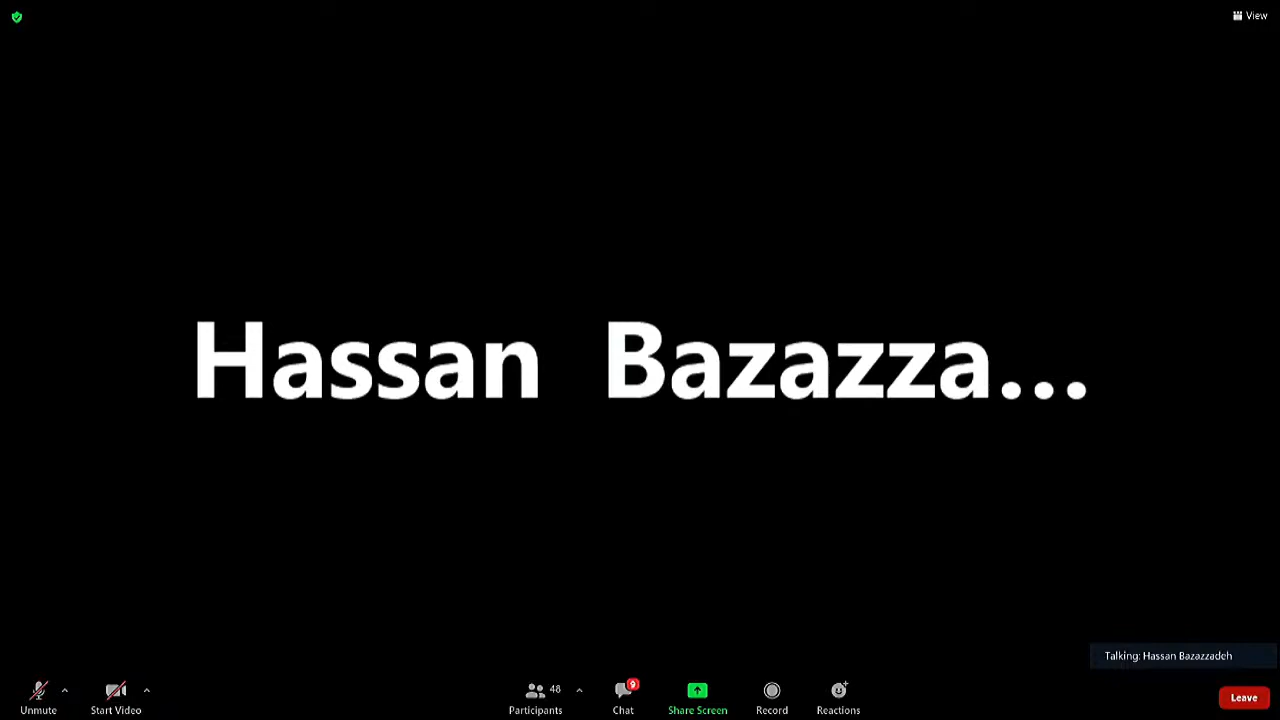 View
Hassan Bazazza...
Talking: Hassan Bazazzadeh
Unmute
Start Video
48
Participants
9
Chat
Share Screen
Record
Reactions
Leave